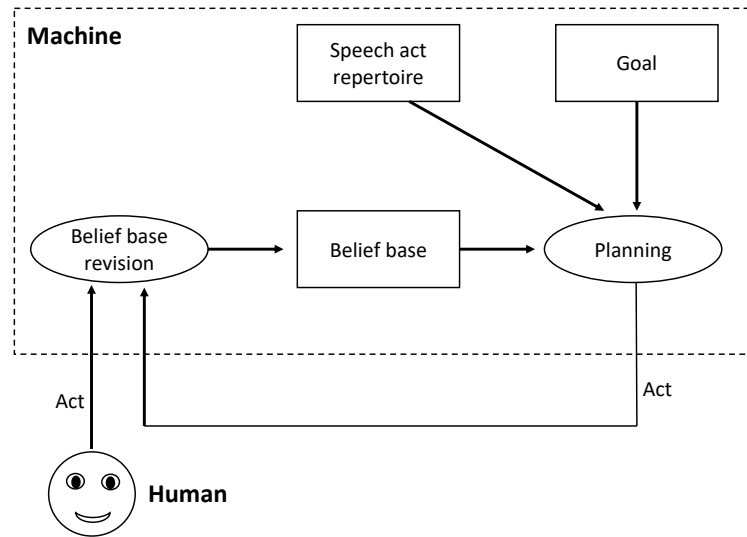 Machine
Speech act
repertoire
Goal
Belief base
revision
Belief base
Planning
Act
Act
Human